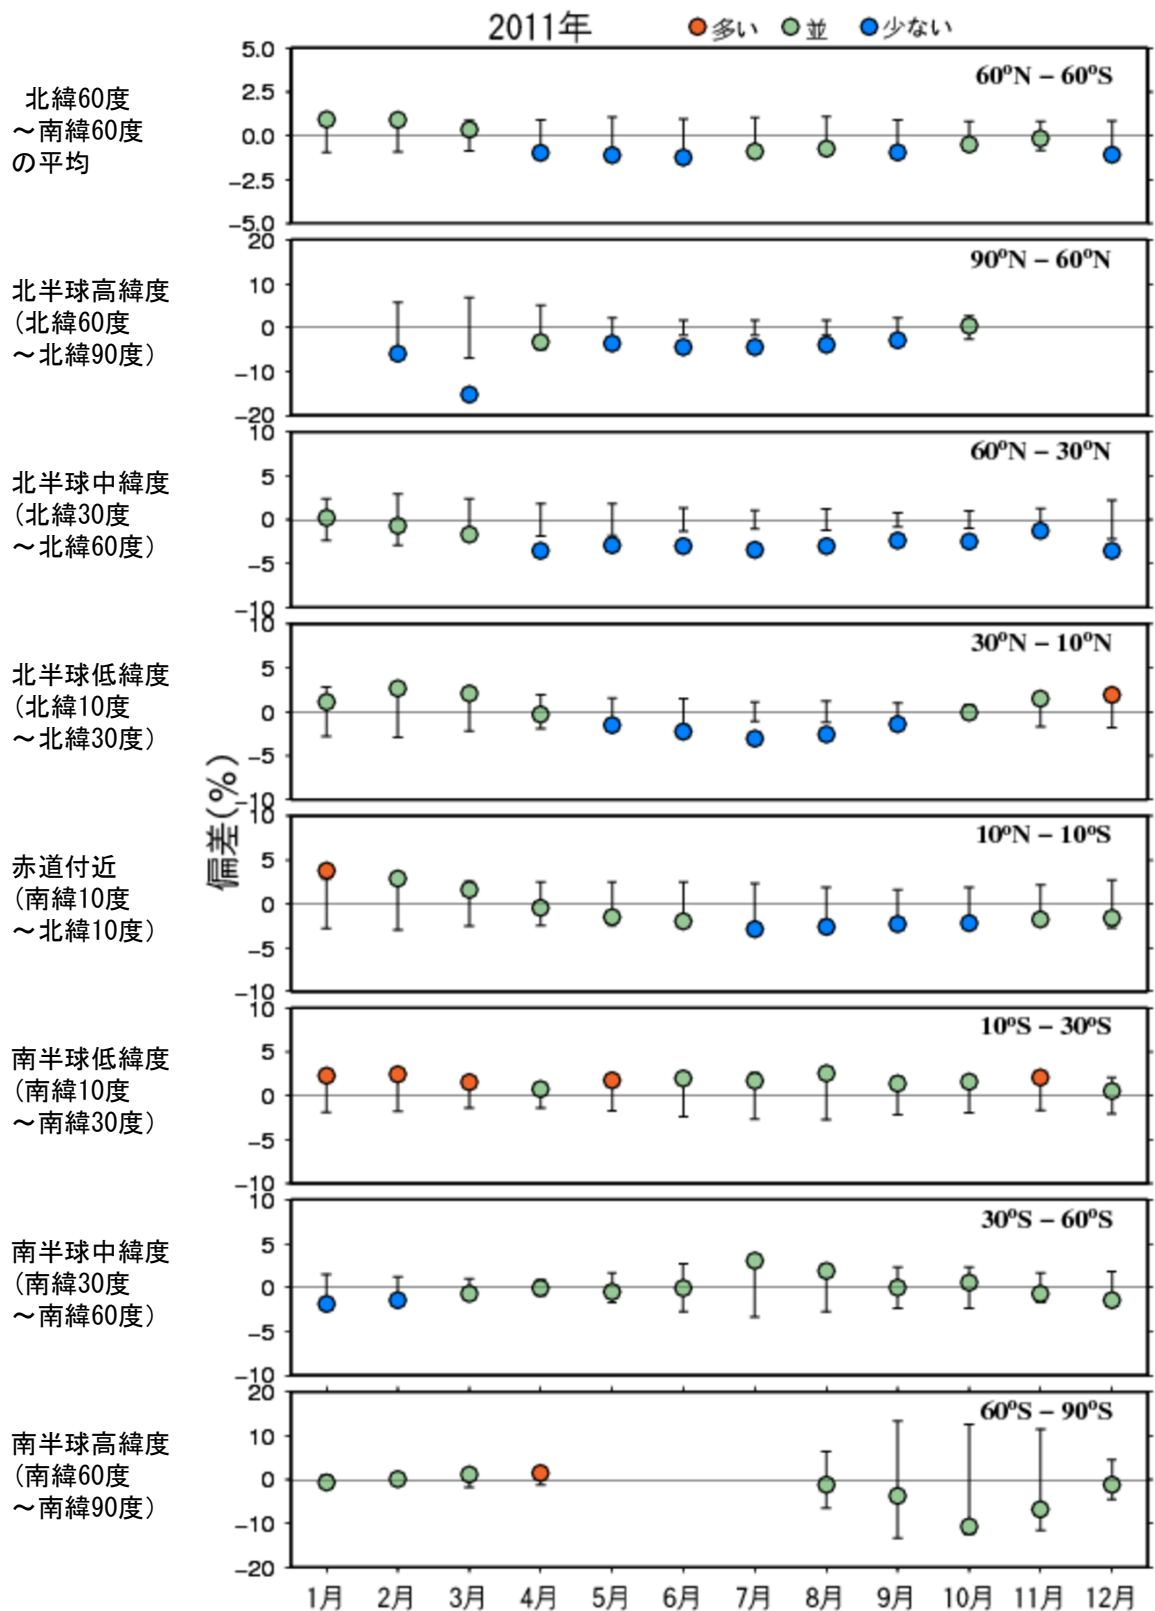 2011年 多い 並 少ない
北緯60度
～南緯60度
の平均
5.0
2.5
0.0
−2.5
−5.0
60°N − 60°S
北半球高緯度
(北緯60度
～北緯90度)
20
10
0
−10
−20
90°N − 60°N
北半球中緯度
(北緯30度
～北緯60度)
10
5
0
−5
−10
60°N − 30°N
北半球低緯度
(北緯10度
～北緯30度)
10
5
0
−5
−10
30°N − 10°N
偏差(%)
赤道付近
(南緯10度
～北緯10度)
10
5
0
−5
−10
10°N − 10°S
南半球低緯度
(南緯10度
～南緯30度)
10
5
0
−5
−10
10°S − 30°S
南半球中緯度
(南緯30度
～南緯60度)
10
5
0
−5
−10
30°S − 60°S
南半球高緯度
(南緯60度
～南緯90度)
20
10
0
−10
−20
60°S − 90°S
1月 2月 3月 4月 5月 6月 7月 8月 9月 10月 11月 12月